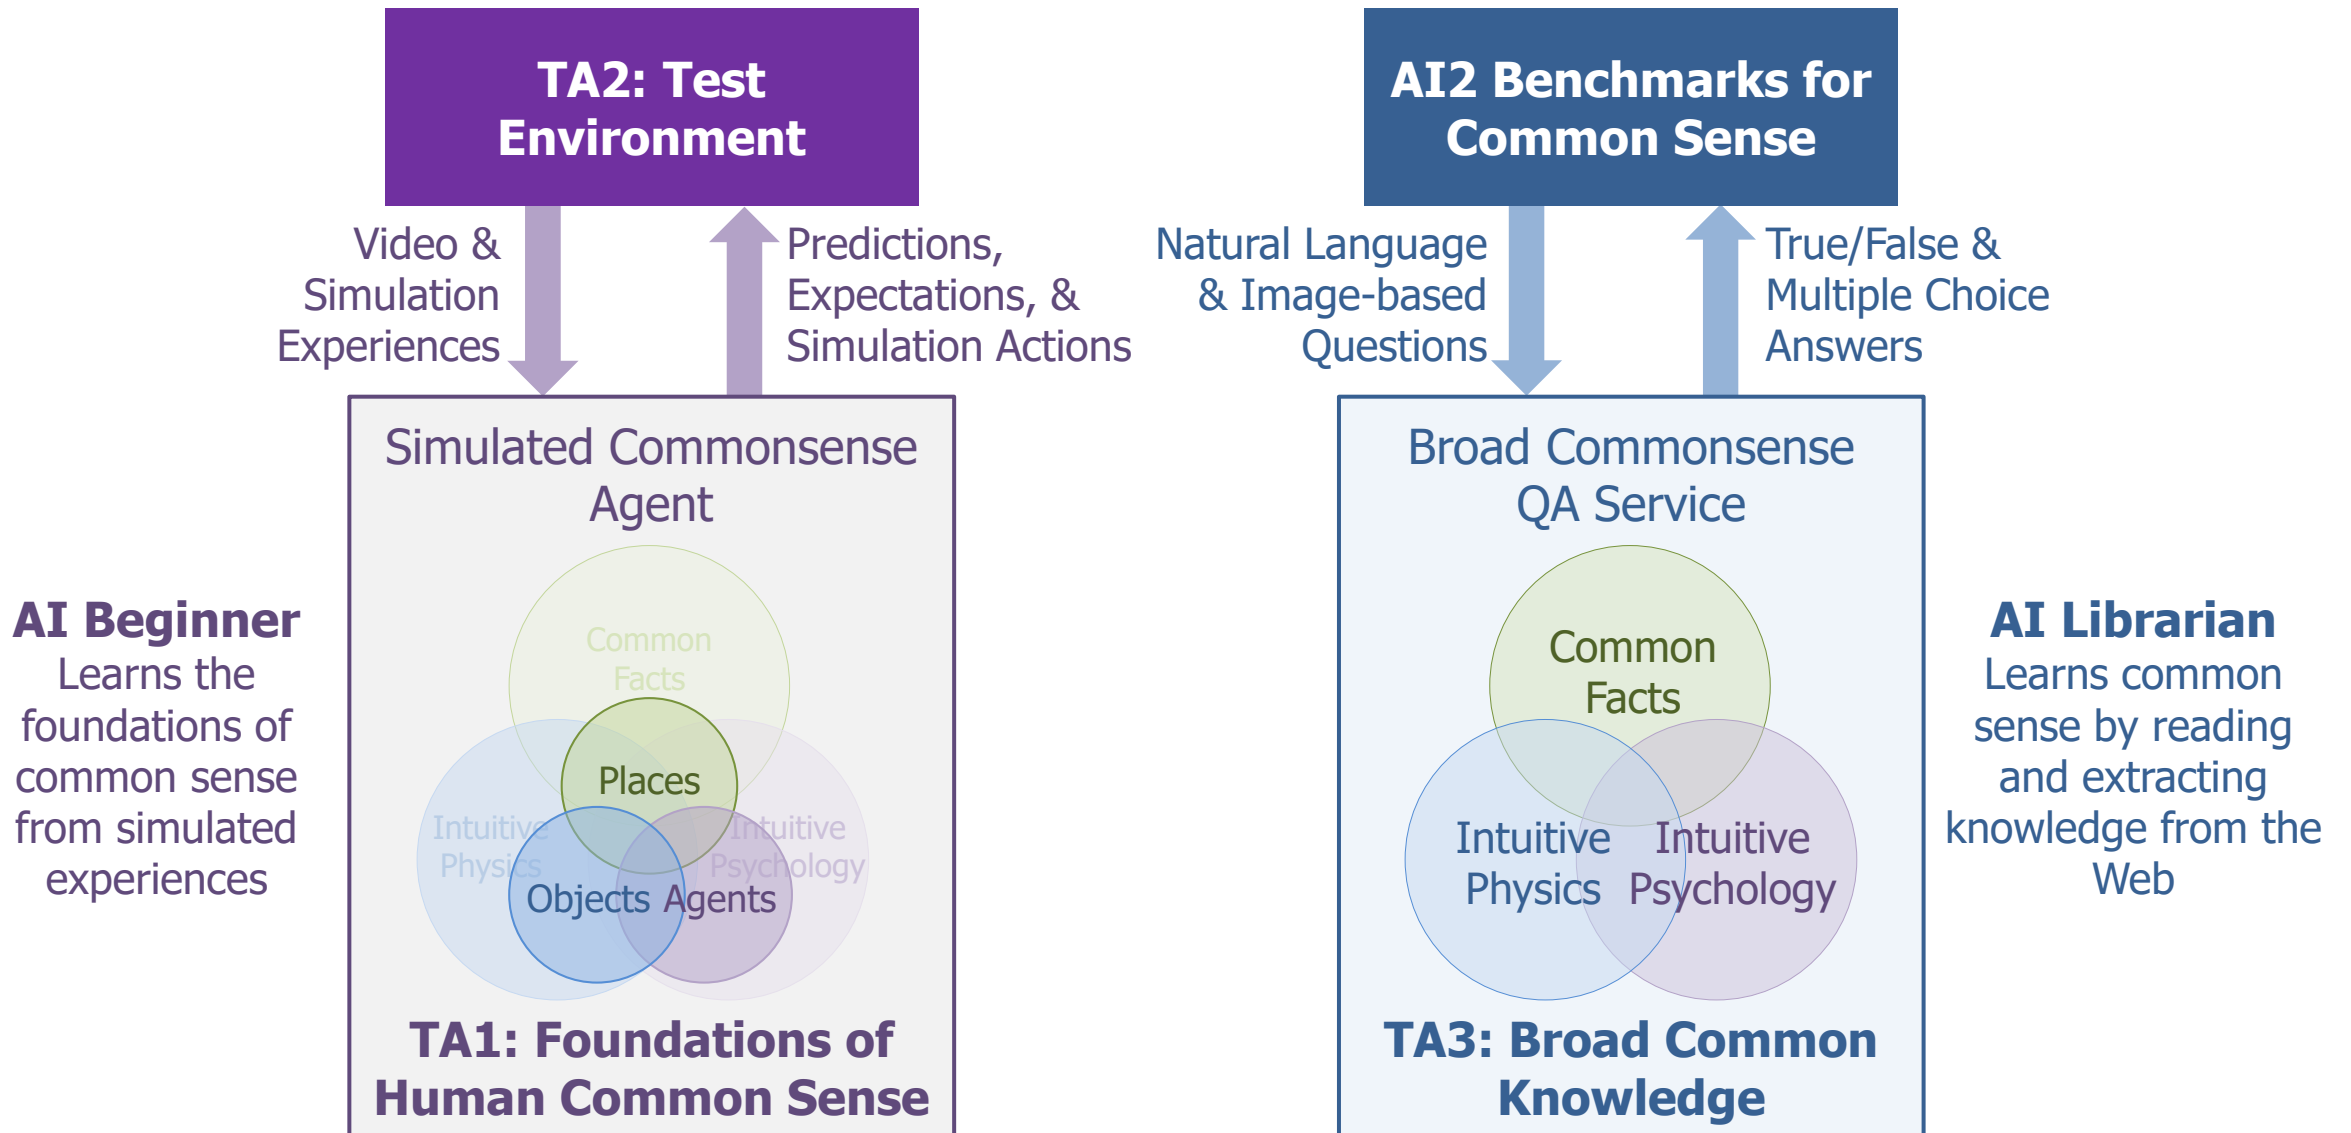 TA2: Test
Environment
Video &
Simulation
Experiences
Predictions,
Expectations, &
Simulation Actions
Simulated Commonsense
Agent
Common
Facts
Places
Intuitive
Physics
Intuitive
Psychology
Objects
Agents
TA1: Foundations of
Human Common Sense
AI Beginner
Learns the
foundations of
common sense
from simulated
experiences
AI2 Benchmarks for
Common Sense
Natural Language
& Image-based
Questions
True/False &
Multiple Choice
Answers
Broad Commonsense
QA Service
Common
Facts
Intuitive
Physics
Intuitive
Psychology
TA3: Broad Common
Knowledge
AI Librarian
Learns common
sense by reading
and extracting
knowledge from the
Web